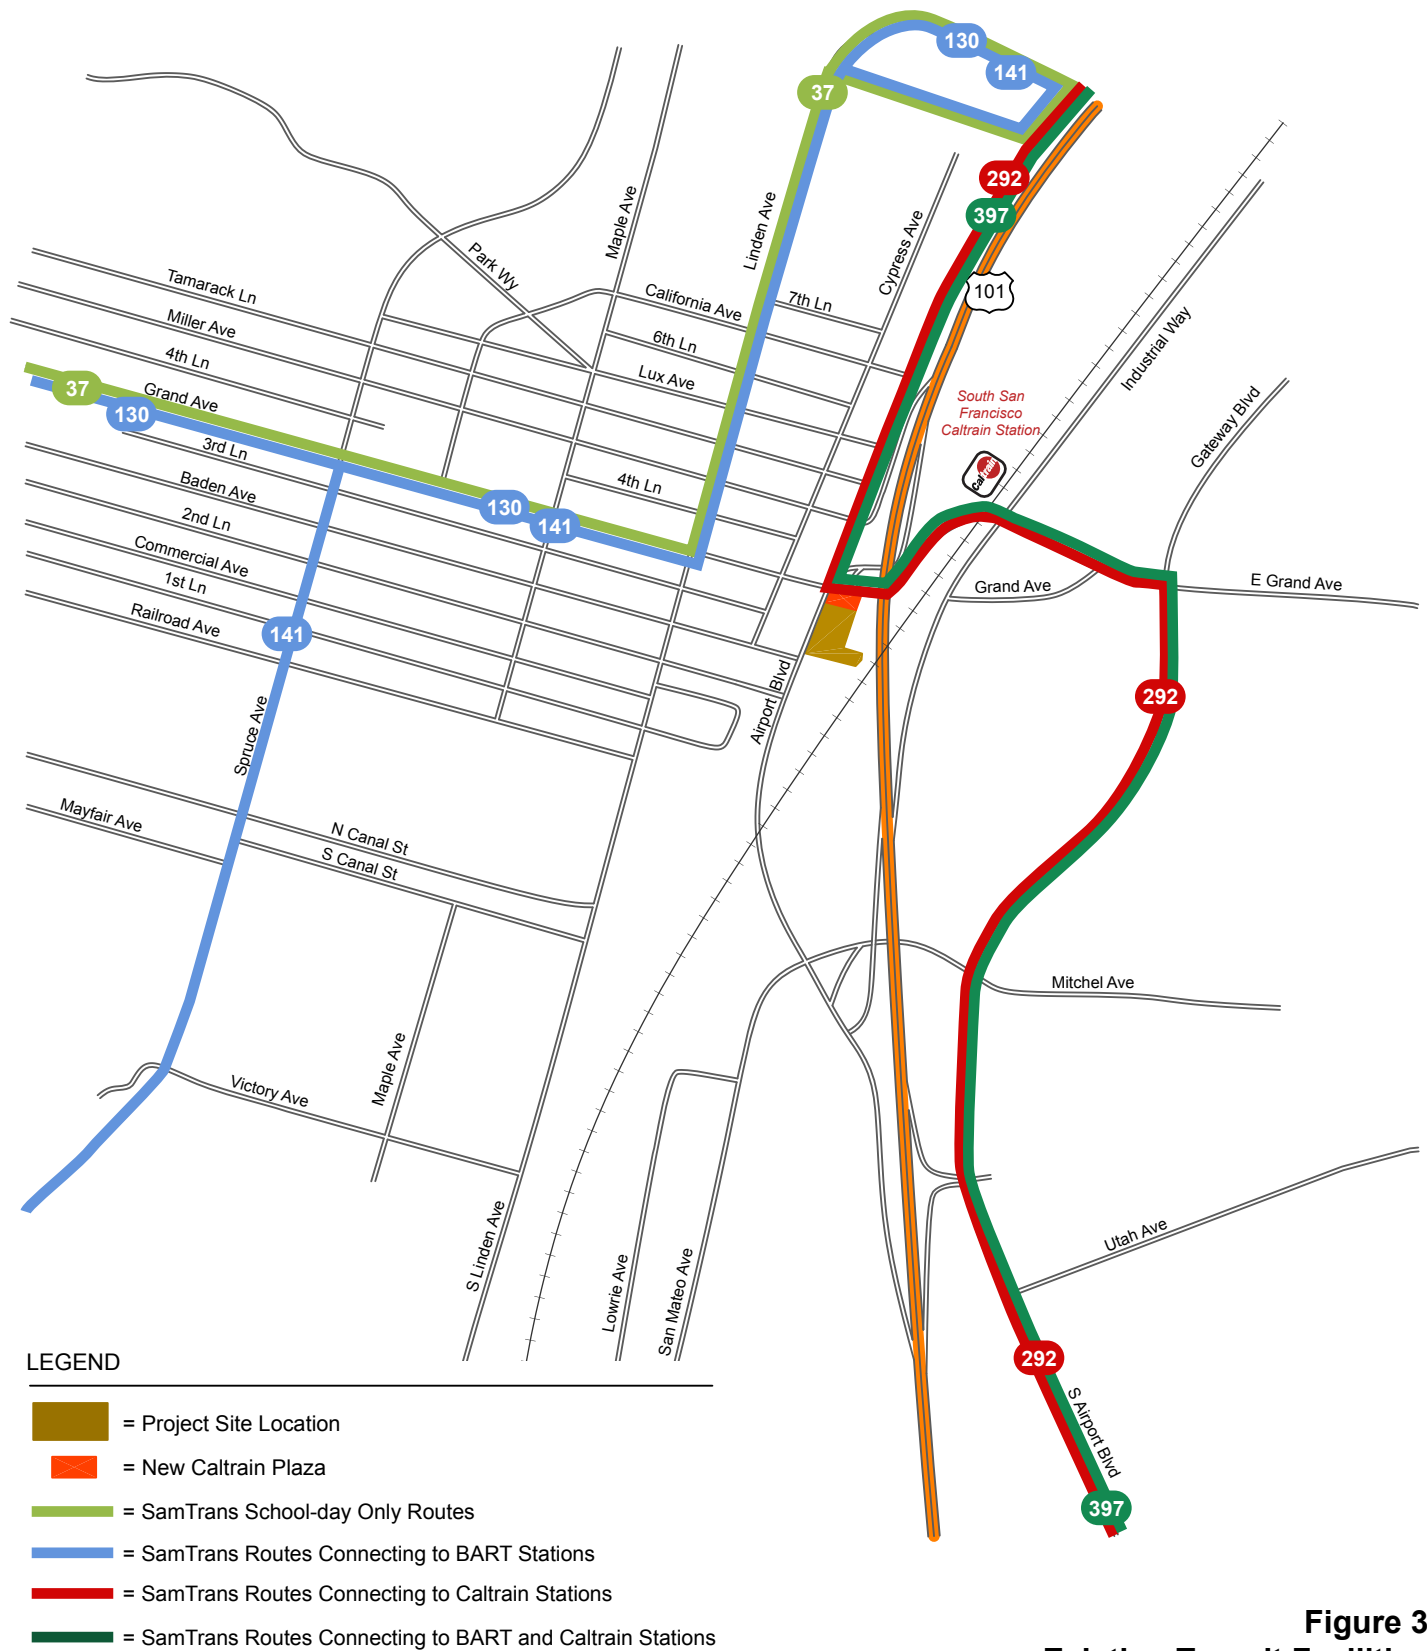 130
141
37
292
397
101
Maple Ave
Linden Ave
Cypress Ave
Park Wy
Tamarack Ln
Miller Ave
4th Ln
Grand Ave
California Ave
7th Ln
6th Ln
Lux Ave
Industrial Way
Gateway Blvd
South San
Francisco
Caltrain Station
Caltrain
37
130
3rd Ln
Baden Ave
2nd Ln
Commercial Ave
1st Ln
Railroad Ave
4th Ln
130
141
Grand Ave
E Grand Ave
141
Airport Blvd
292
Spruce Ave
Mayfair Ave
N Canal St
S Canal St
Mitchel Ave
Maple Ave
Victory Ave
S Linden Ave
Lowrie Ave
San Mateo Ave
Utah Ave
292
S Airport Blvd
397
LEGEND
= Project Site Location
= New Caltrain Plaza
= SamTrans School-day Only Routes
= SamTrans Routes Connecting to BART Stations
= SamTrans Routes Connecting to Caltrain Stations
= SamTrans Routes Connecting to BART and Caltrain Stations
Figure 3